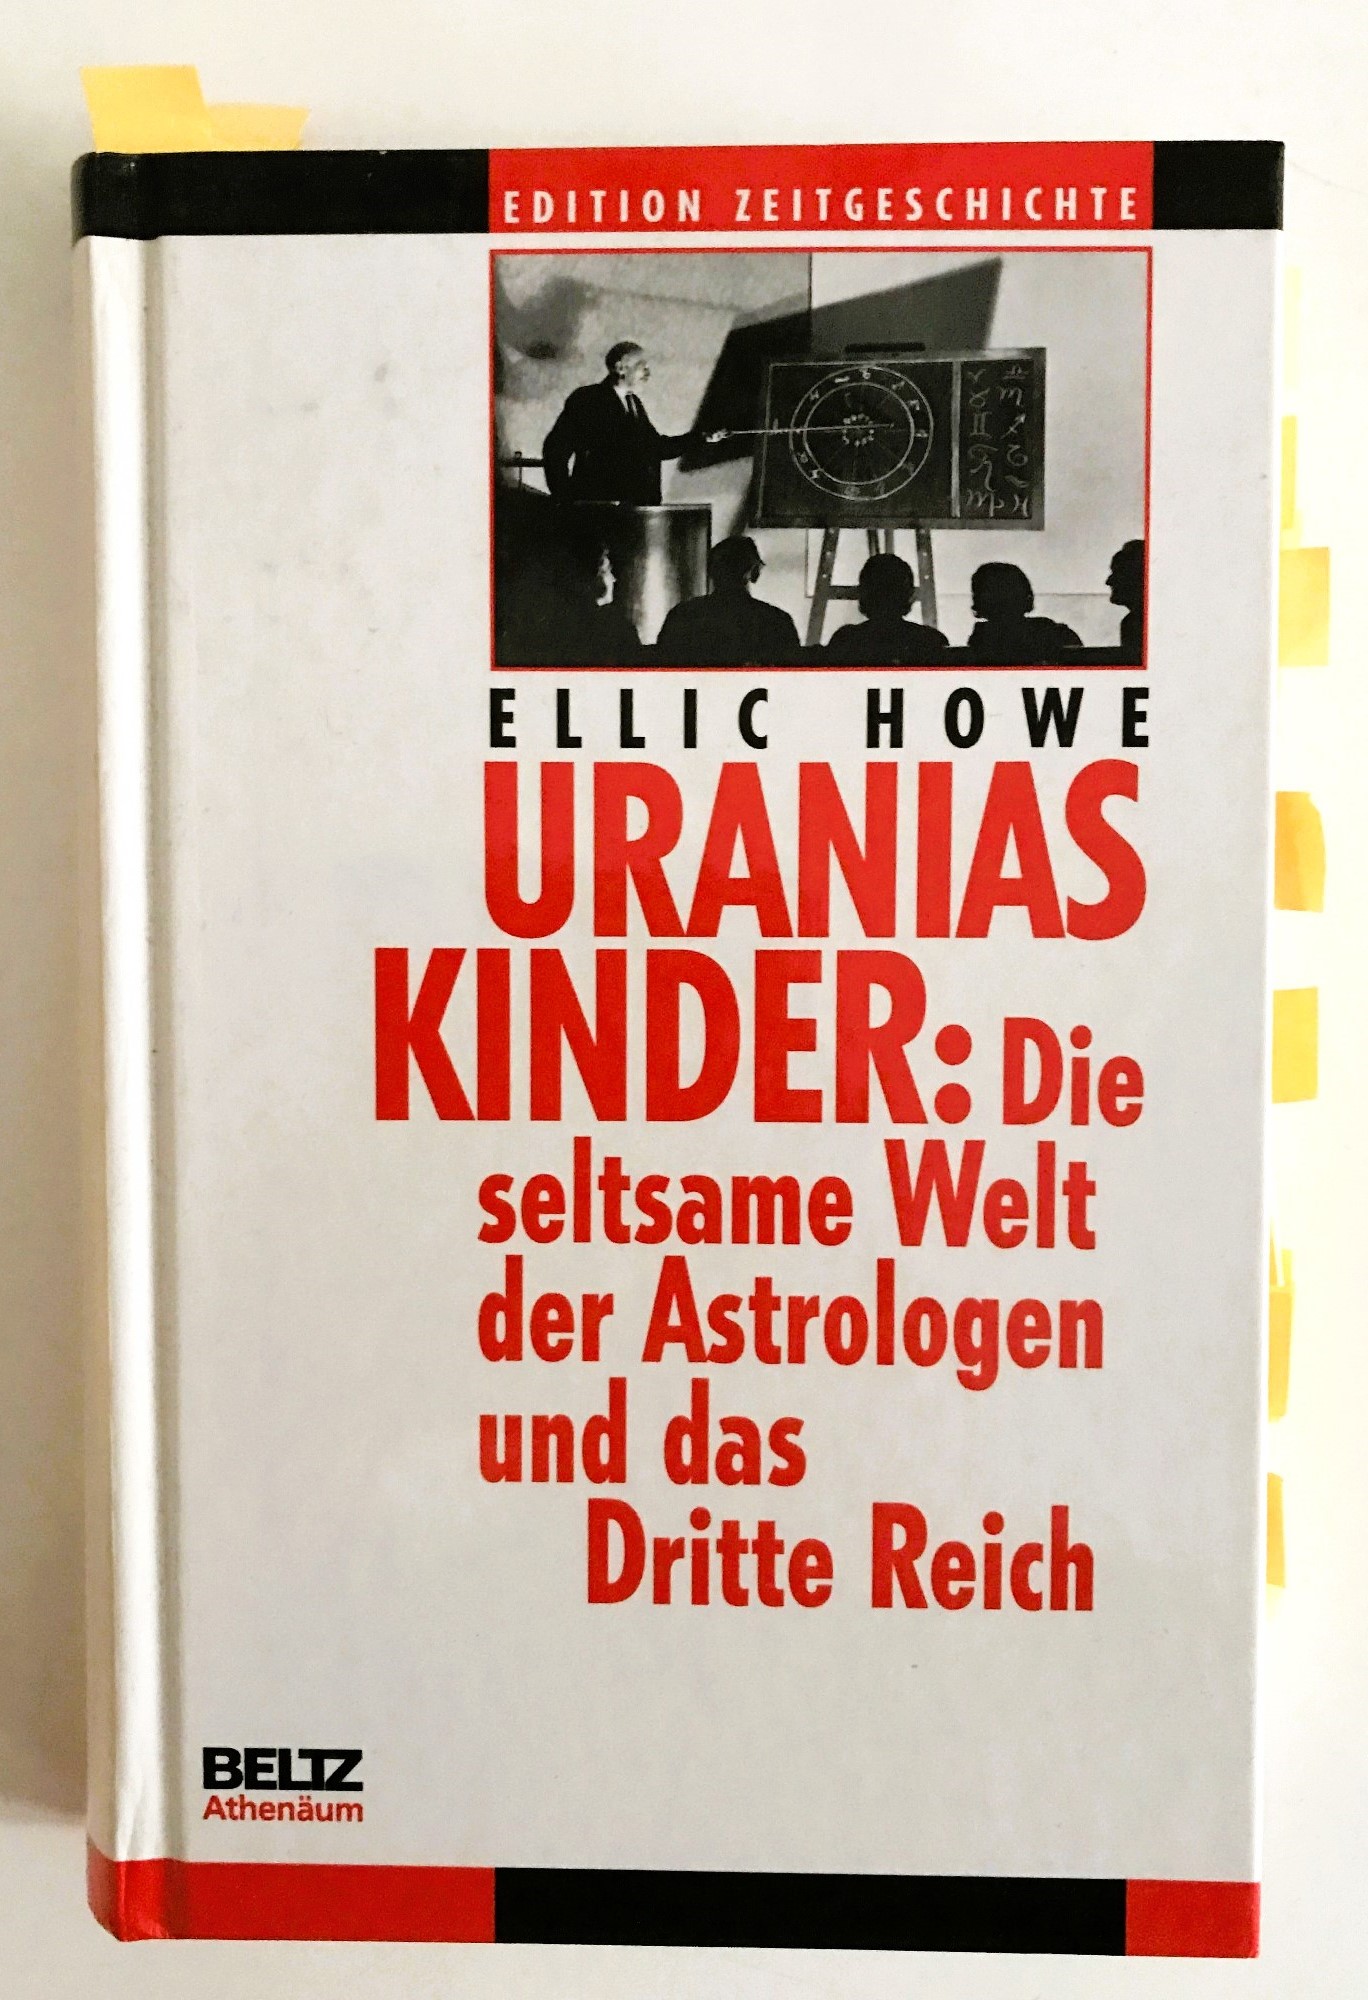 EDITION ZEITGESCHICHTE
ELLIC HOWE
URANIAS
KINDER: Die
seltsame Welt
der Astrologen
und das
Dritte Reich
BELTZ
Athenäum